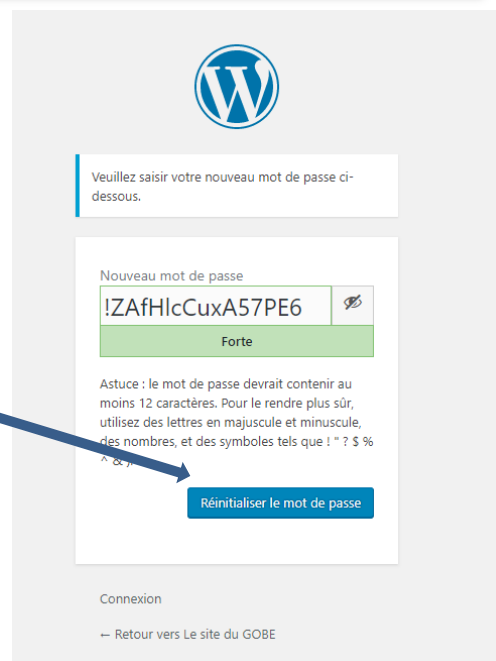 Veuillez saisir votre nouveau mot de passe ci-
dessous.
Nouveau mot de passe
!ZAfHlcCuxA57PE6
Forte
Astuce : le mot de passe devrait contenir au
moins 12 caractères. Pour le rendre plus sûr,
utilisez des lettres en majuscule et minuscule,
des nombres, et des symboles tels que ! " ? $ %
^ &
Réinitialiser le mot de passe
Connexion
← Retour vers Le site du GOBE